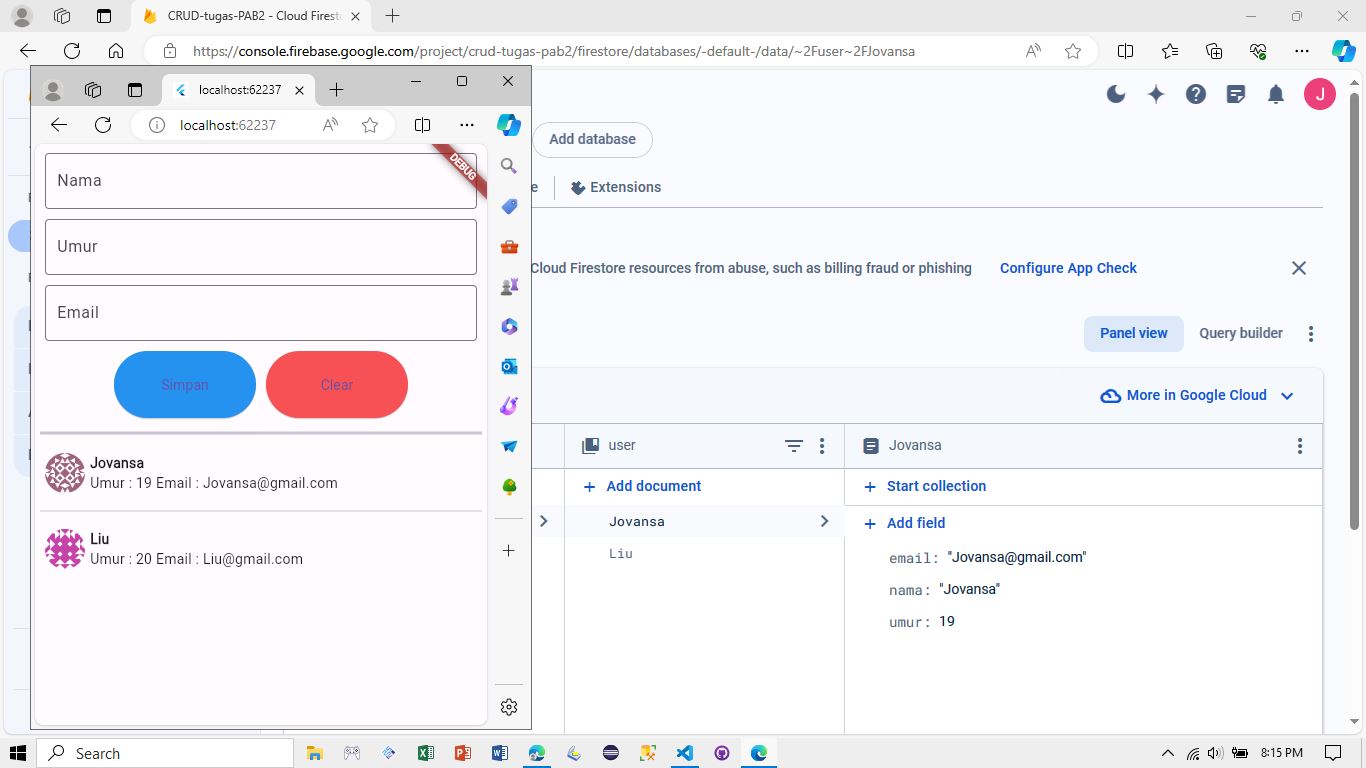 CRUD-tugas-PAB2 - Cloud Firest
https://console.firebase.google.com/project/crud-tugas-pab2/firestore/databases/-default-/data/~2Fuser~2FJovansa
localhost:62237
localhost:62237
DEBUG
Nama
Umur
Email
Simpan
Clear
Jovansa
Umur : 19 Email : Jovansa@gmail.com
Liu
Umur : 20 Email : Liu@gmail.com
J
Add database
Extensions
Cloud Firestore resources from abuse, such as billing fraud or phishing
Configure App Check
Panel view
Query builder
More in Google Cloud
user
Jovansa
Add document
Start collection
Jovansa
Add field
Liu
email: "Jovansa@gmail.com"
nama: "Jovansa"
umur: 19
Search
8:15 PM